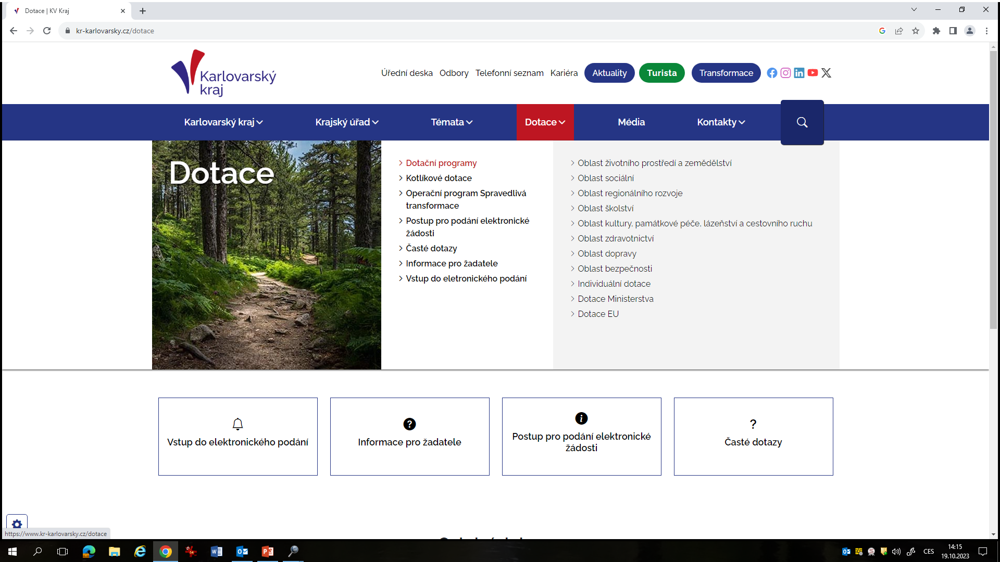 Dotace | KV Kraj
kr-karlovarsky.cz/dotace
Karlovarský
kraj
Úřední deska Odbory Telefonní seznam Kariéra Aktuality Turista Transformace
Karlovarský kraj Krajský úřad Témata Dotace Média Kontakty
Dotace
Dotační programy
Kotlíkové dotace
Operační program Spravedlivá
transformace
Postup pro podání elektronické
žádosti
Časté dotazy
Informace pro žadatele
Vstup do eletronického podání
Oblast životního prostředí a zemědělství
Oblast sociální
Oblast regionálního rozvoje
Oblast školství
Oblast kultury, památkové péče, lázeňství a cestovního ruchu
Oblast zdravotnictví
Oblast dopravy
Oblast bezpečnosti
Individuální dotace
Dotace Ministerstva
Dotace EU
Vstup do elektronického podání
Informace pro žadatele
Postup pro podání elektronické
žádosti
?
Časté dotazy
https://www.kr-karlovarsky.cz/dotace
CES
14:15
19.10.2023